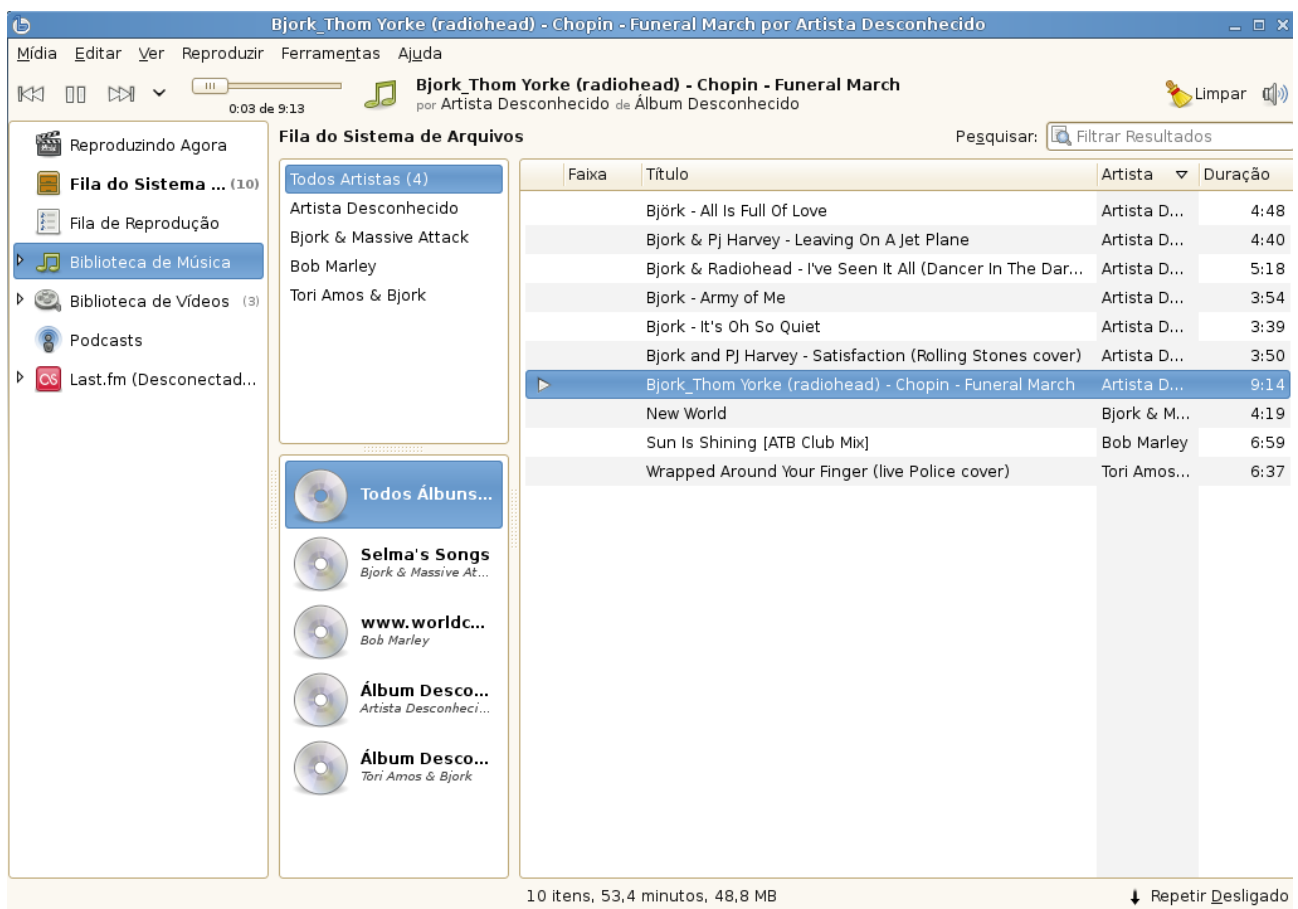 Bjork_Thom Yorke (radiohead) - Chopin - Funeral March por Artista Desconhecido
Mídia Editar Ver Reproduzir Ferramentas Ajuda
0:03 de 9:13
Bjork_Thom Yorke (radiohead) - Chopin - Funeral March
por Artista Desconhecido de Álbum Desconhecido
Limpar
Reproduzindo Agora
Fila do Sistema ... (10)
Fila de Reprodução
Biblioteca de Música
Biblioteca de Vídeos (3)
Podcasts
Last.fm (Desconectad...
Fila do Sistema de Arquivos
Pesquisar: Filtrar Resultados
Todos Artistas (4)
Artista Desconhecido
Bjork & Massive Attack
Bob Marley
Tori Amos & Bjork
Todos Álbuns...
Selma's Songs
Bjork & Massive At...
www.worldc...
Bob Marley
Álbum Desco...
Artista Desconheci...
Álbum Desco...
Tori Amos & Bjork
Faixa Título Artista Duração
Björk - All Is Full Of Love Artista D... 4:48
Bjork & Pj Harvey - Leaving On A Jet Plane Artista D... 4:40
Bjork & Radiohead - I've Seen It All (Dancer In The Dar... Artista D... 5:18
Bjork - Army of Me Artista D... 3:54
Bjork - It's Oh So Quiet Artista D... 3:39
Bjork and PJ Harvey - Satisfaction (Rolling Stones cover) Artista D... 3:50
Bjork_Thom Yorke (radiohead) - Chopin - Funeral March Artista D... 9:14
New World Bjork & M... 4:19
Sun Is Shining [ATB Club Mix] Bob Marley 6:59
Wrapped Around Your Finger (live Police cover) Tori Amos... 6:37
10 itens, 53,4 minutos, 48,8 MB
Repetir Desligado